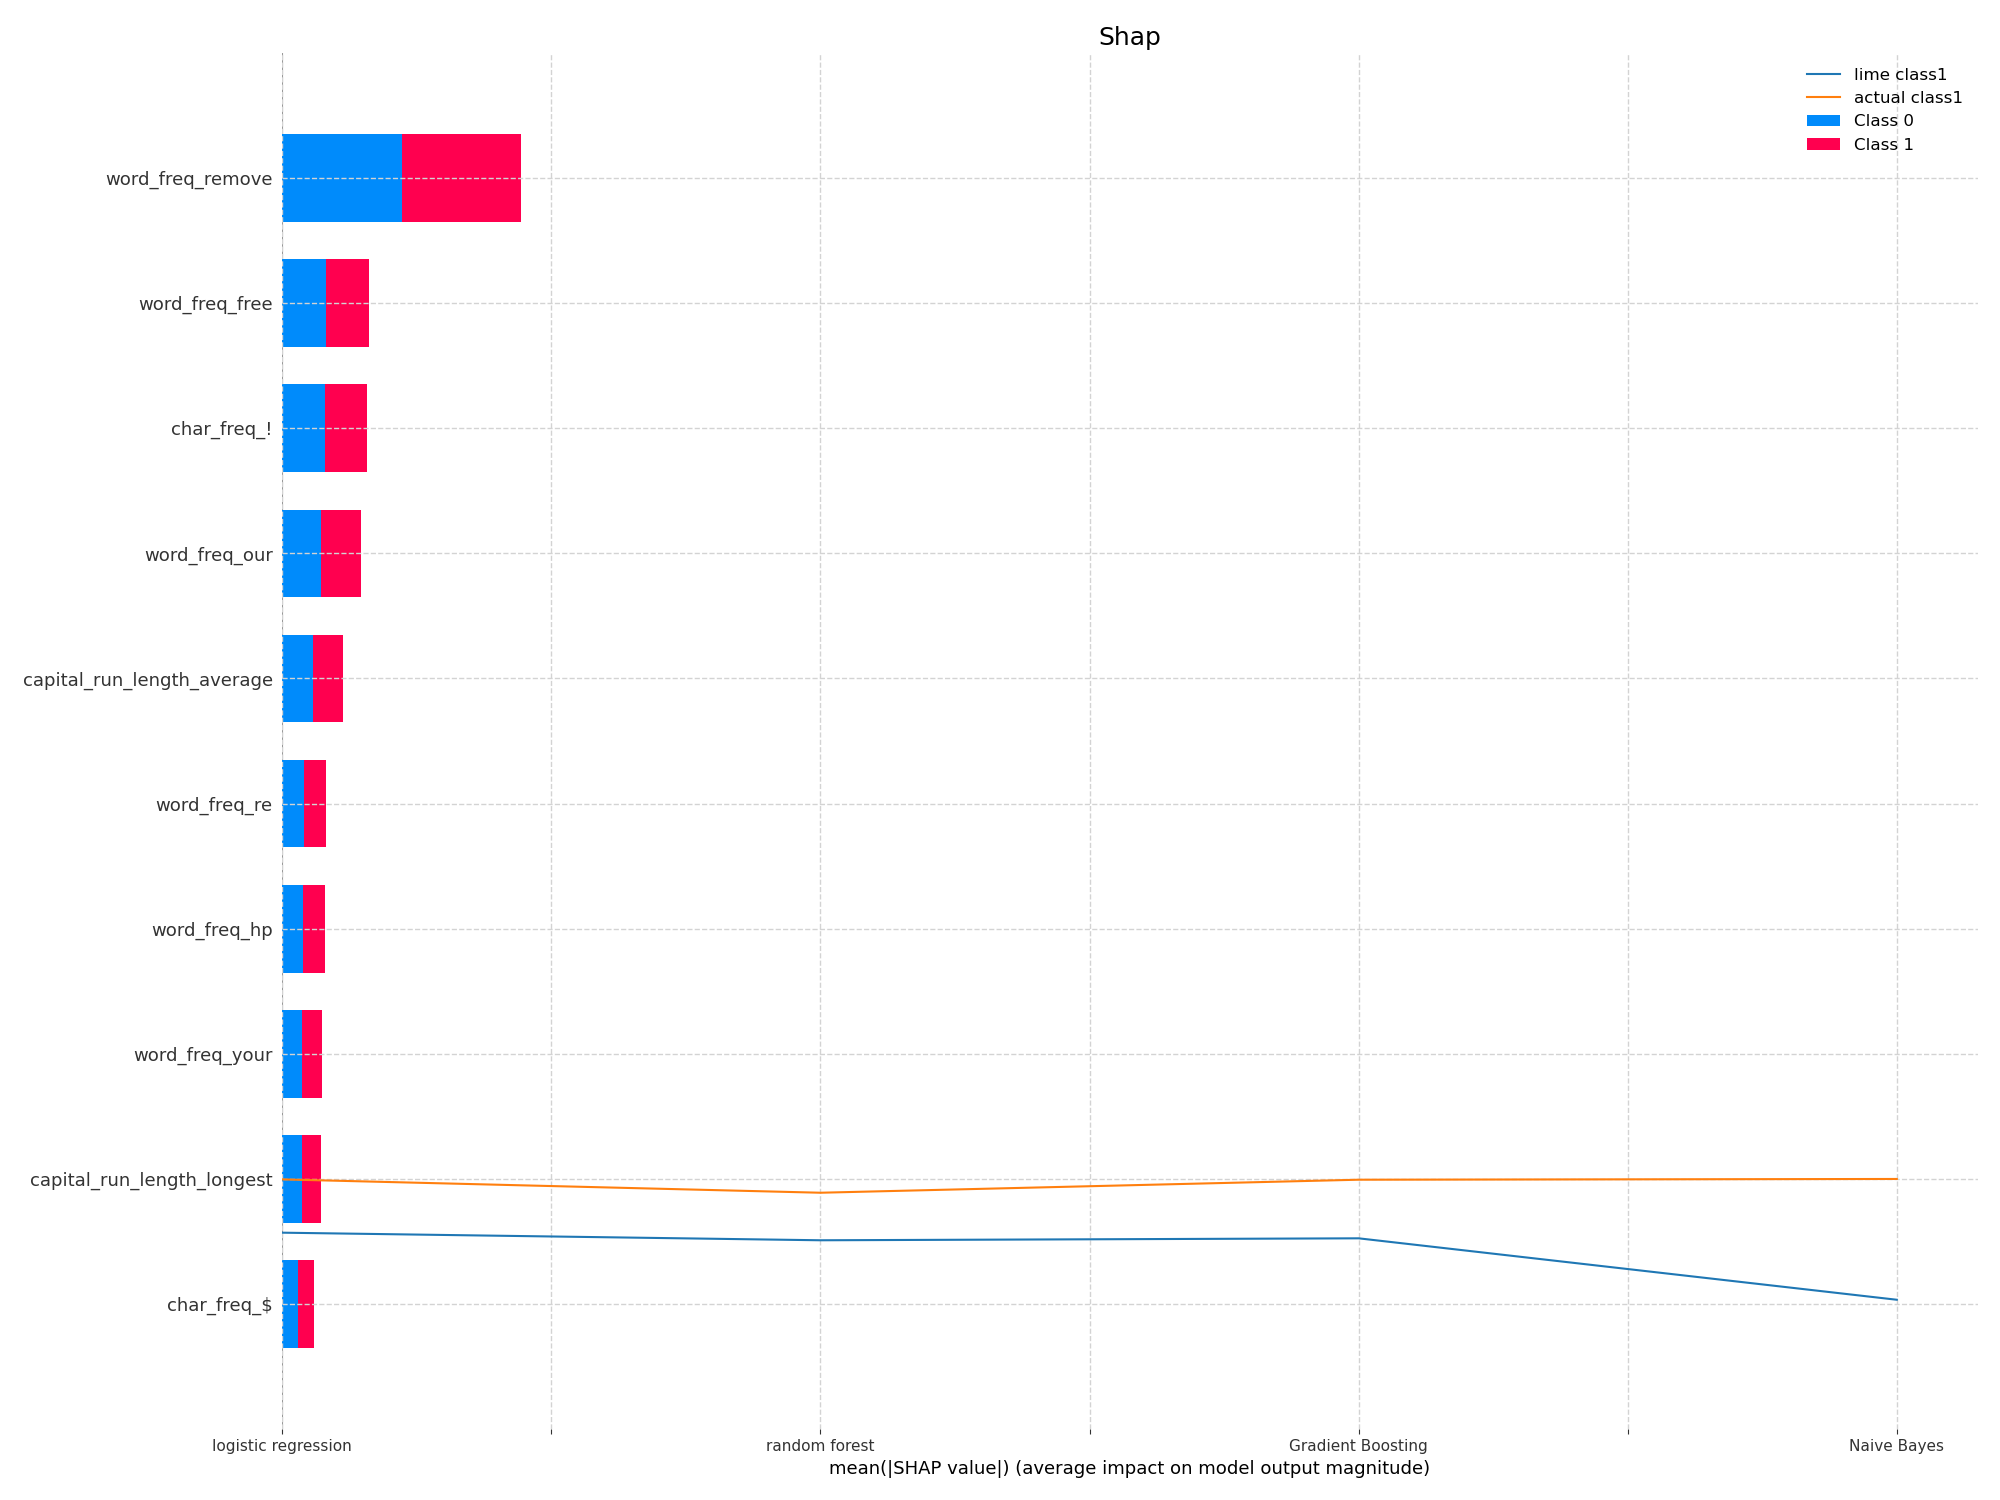 Shap
lime class1
actual class1
Class 0
Class 1
word_freq_remove
word_freq_free
char_freq_!
word_freq_our
capital_run_length_average
word_freq_re
word_freq_hp
word_freq_your
capital_run_length_longest
char_freq_$
logistic regression
random forest
Gradient Boosting
Naive Bayes
mean(|SHAP value|) (average impact on model output magnitude)